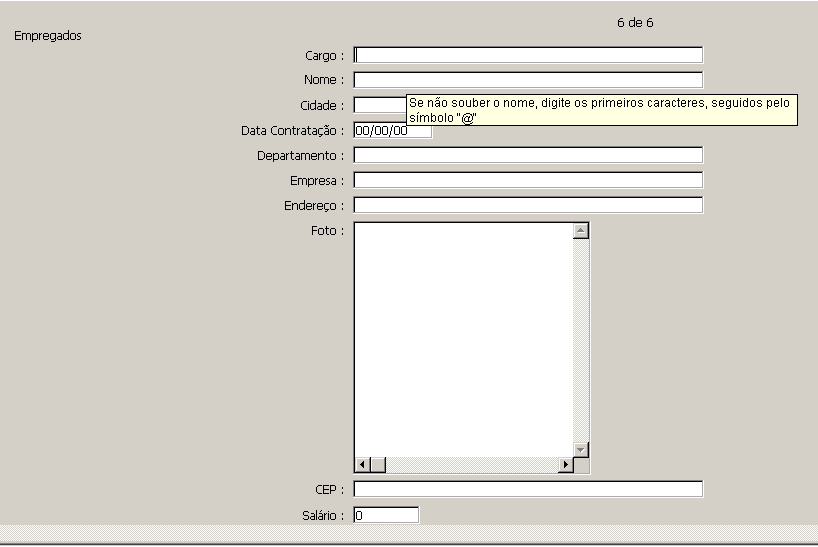 6 de 6
Empregados
Cargo :
Nome :
Cidade :
Se não souber o nome, digite os primeiros caracteres, seguidos pelo
símbolo "@"
Data Contratação : 00/00/00
Departamento :
Empresa :
Endereço :
Foto :
CEP :
Salário : 0